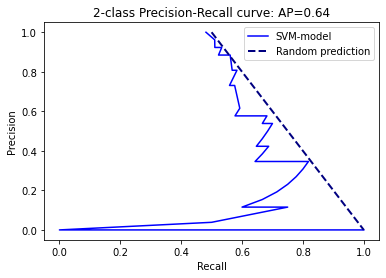 2-class Precision-Recall curve: AP=0.64
SVM-model
Random prediction
Precision
1.0
0.8
0.6
0.4
0.2
0.0
0.0 0.2 0.4 0.6 0.8 1.0
Recall